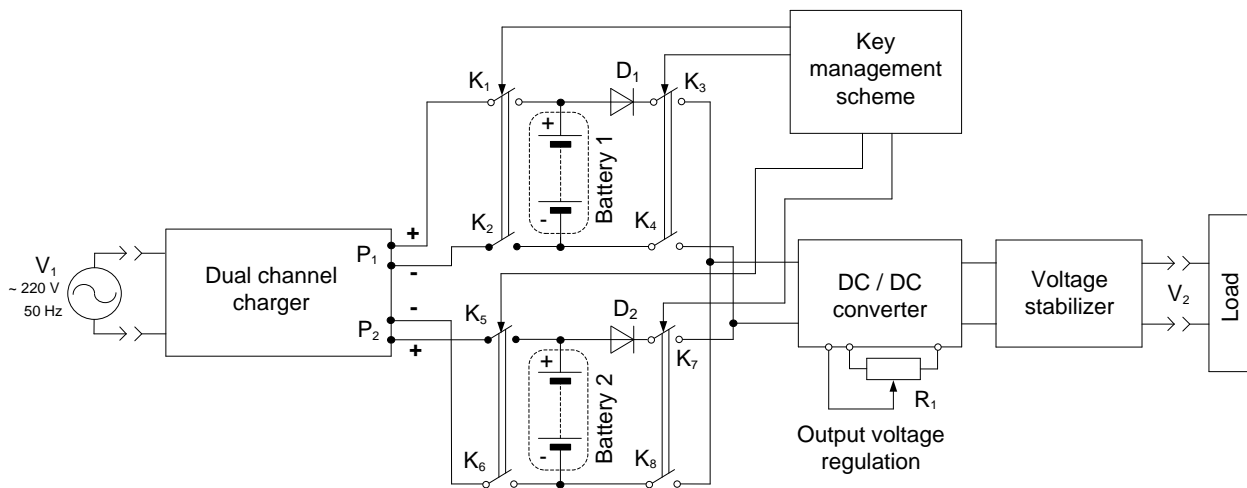 Key
management
scheme
K1
D1
K3
+
Battery 1
-
K2
K4
+
P1
-
V1
~ 220 V
50 Hz
Dual channel
charger
-
P2
+
K5
D2
K7
+
Battery 2
-
K6
K8
DC / DC
converter
Voltage
stabilizer
V2
Load
R1
Output voltage
regulation